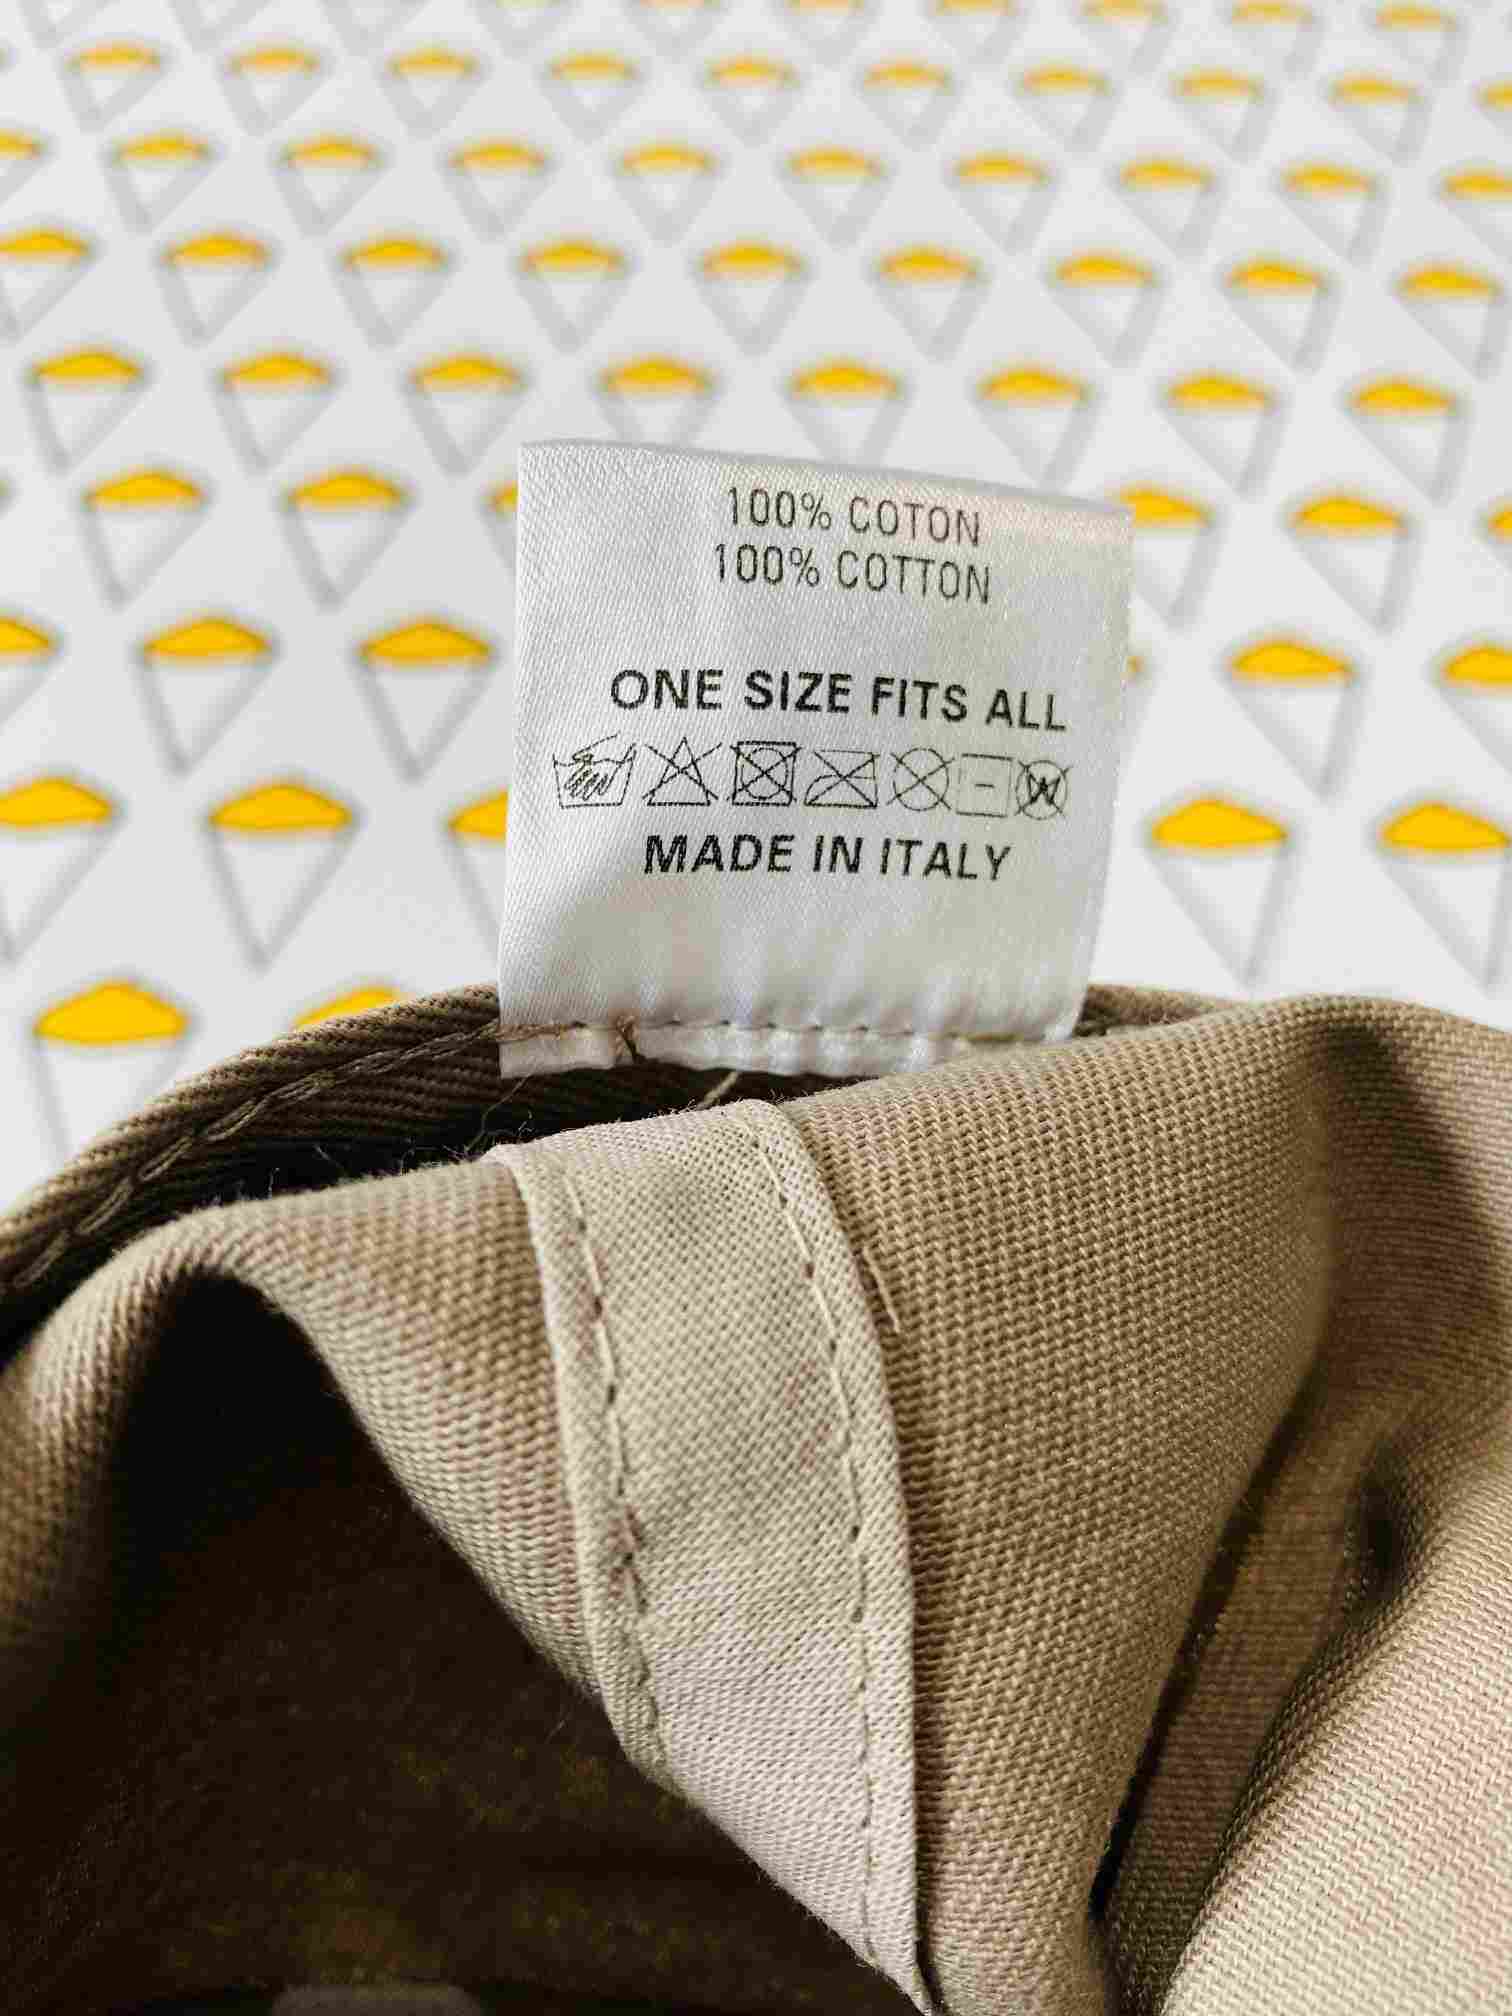 100% COTON
100% COTTON
ONE SIZE FITS ALL
MADE IN ITALY